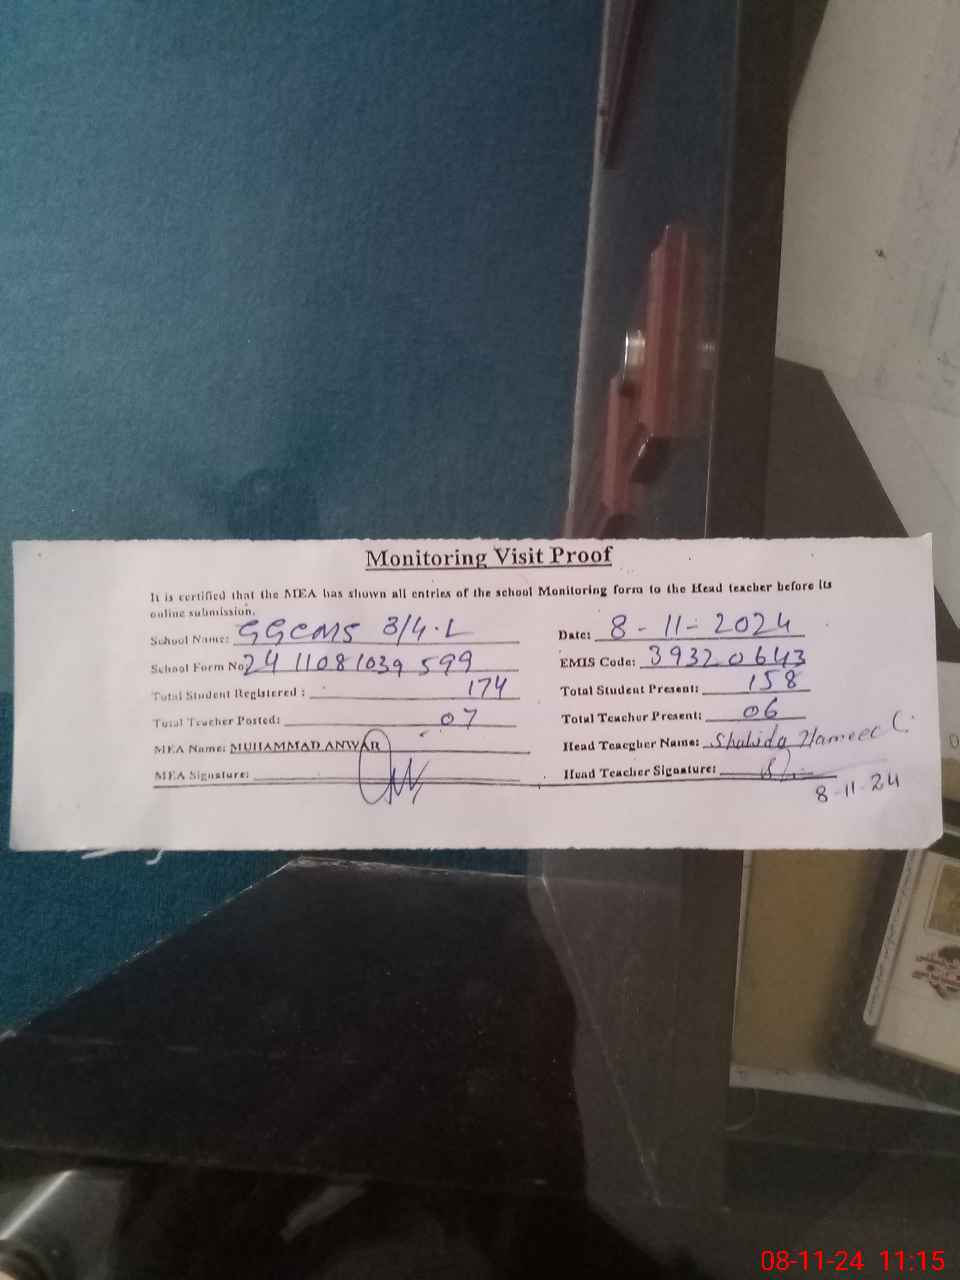 Monitoring Visit Proof
It is certified that the MEA has shown all entries of the school Monitoring form to the Head teacher before its
online submission.
School Name: GGCMS 3/4.L Date: 8-11-2024
School Form No 2411081039599 EMIS Code: 39320643
Total Student Registered : 174 Total Student Present: 158
Total Teacher Posted: 07 Total Teacher Present: 06
MEA Name: MUHAMMAD ANWAR Head Teacgher Name: Shahida Hameed
MEA Signature: Head Teacher Signature:
8-11-24
08-11-24 11:15